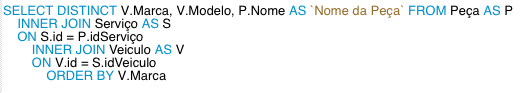 SELECT DISTINCT V.Marca, V.Modelo, P.Nome AS `Nome da Peça` FROM Peça AS P
INNER JOIN Serviço AS S
ON S.id = P.idServiço
INNER JOIN Veiculo AS V
ON V.id = S.idVeiculo
ORDER BY V.Marca